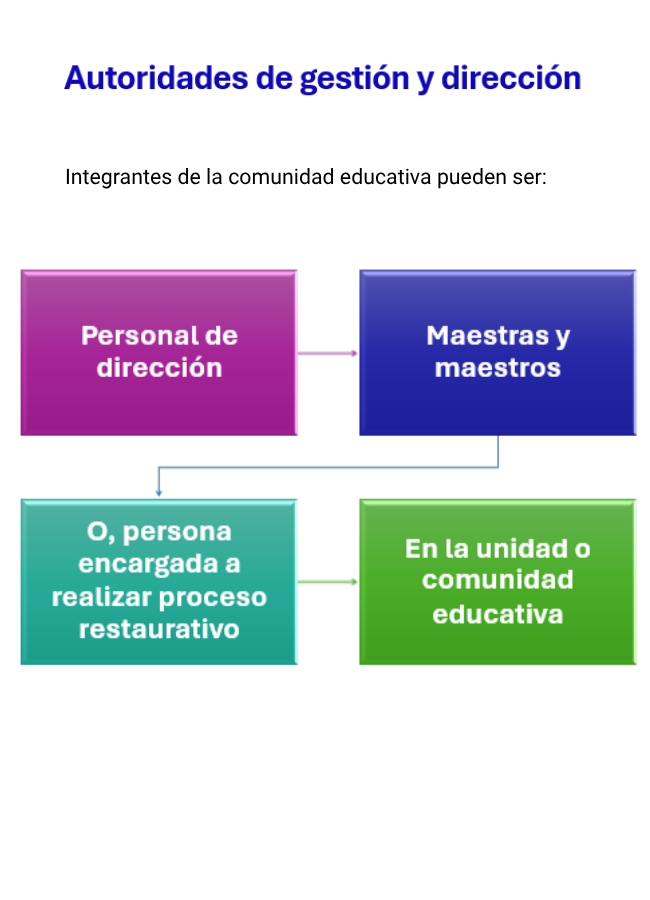 Autoridades de gestión y dirección
Integrantes de la comunidad educativa pueden ser:
Personal de
dirección
Maestras y
maestros
O, persona
encargada a
realizar proceso
restaurativo
En la unidad o
comunidad
educativa